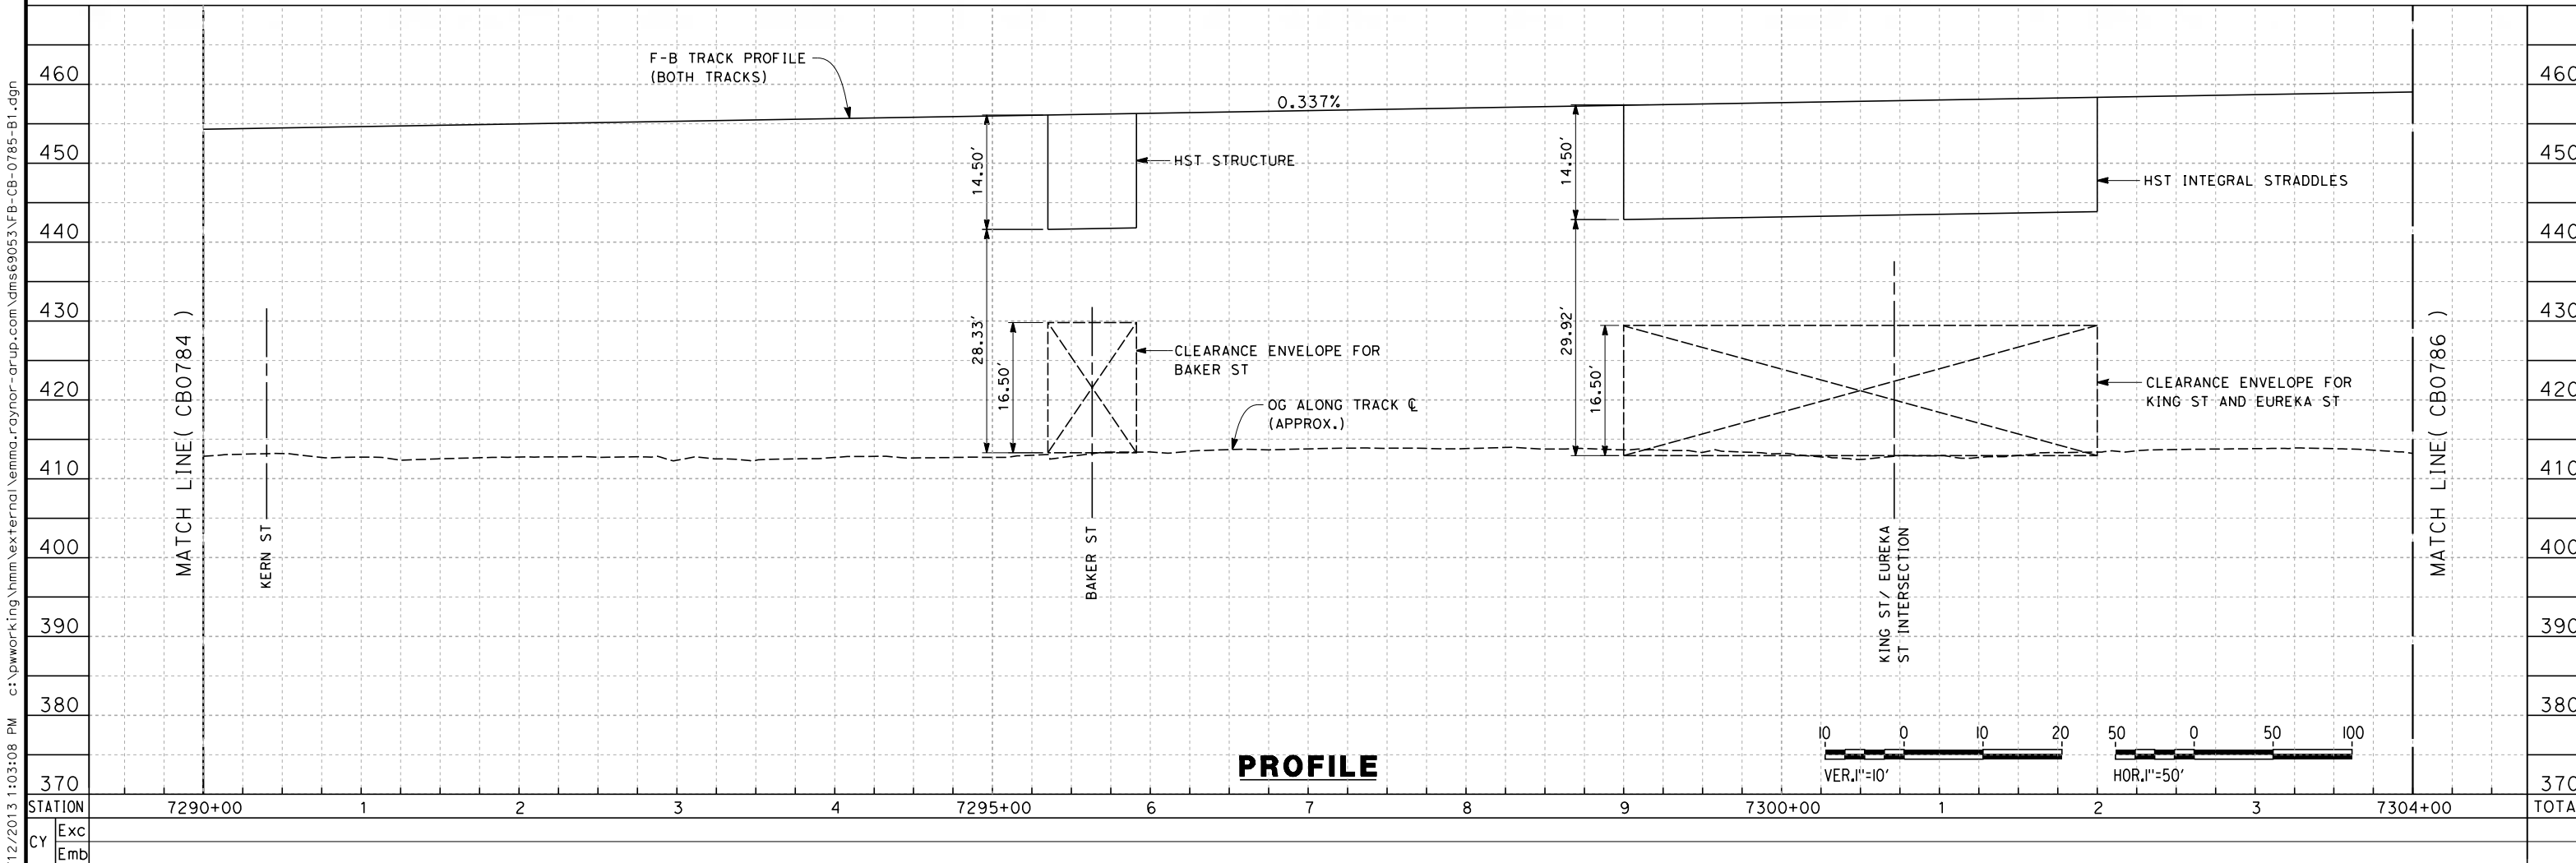 F-B TRACK PROFILE
(BOTH TRACKS)
0.337%
460
450
440
430
420
410
400
390
380
370
460
450
440
430
420
410
400
390
380
370
14.50'
HST STRUCTURE
14.50'
HST INTEGRAL STRADDLES
28.33'
16.50'
CLEARANCE ENVELOPE FOR
BAKER ST
OG ALONG TRACK ℄
(APPROX.)
29.92'
16.50'
CLEARANCE ENVELOPE FOR
KING ST AND EUREKA ST
MATCH LINE( CB0784 )
KERN ST
BAKER ST
KING ST/ EUREKA
ST INTERSECTION
MATCH LINE( CB0786 )
PROFILE
10 0 10 20
VER.1"=10'
50 0 50 100
HOR.1"=50'
STATION 7290+00 1 2 3 4 7295+00 6 7 8 9 7300+00 1 2 3 7304+00 TOTA
CY
Exc
Emb
12/2013 1:03:08 PM c:\pwworking\hmm\external\emma.raynor-arup.com\dms69053\FB-CB-0785-B1.dgn